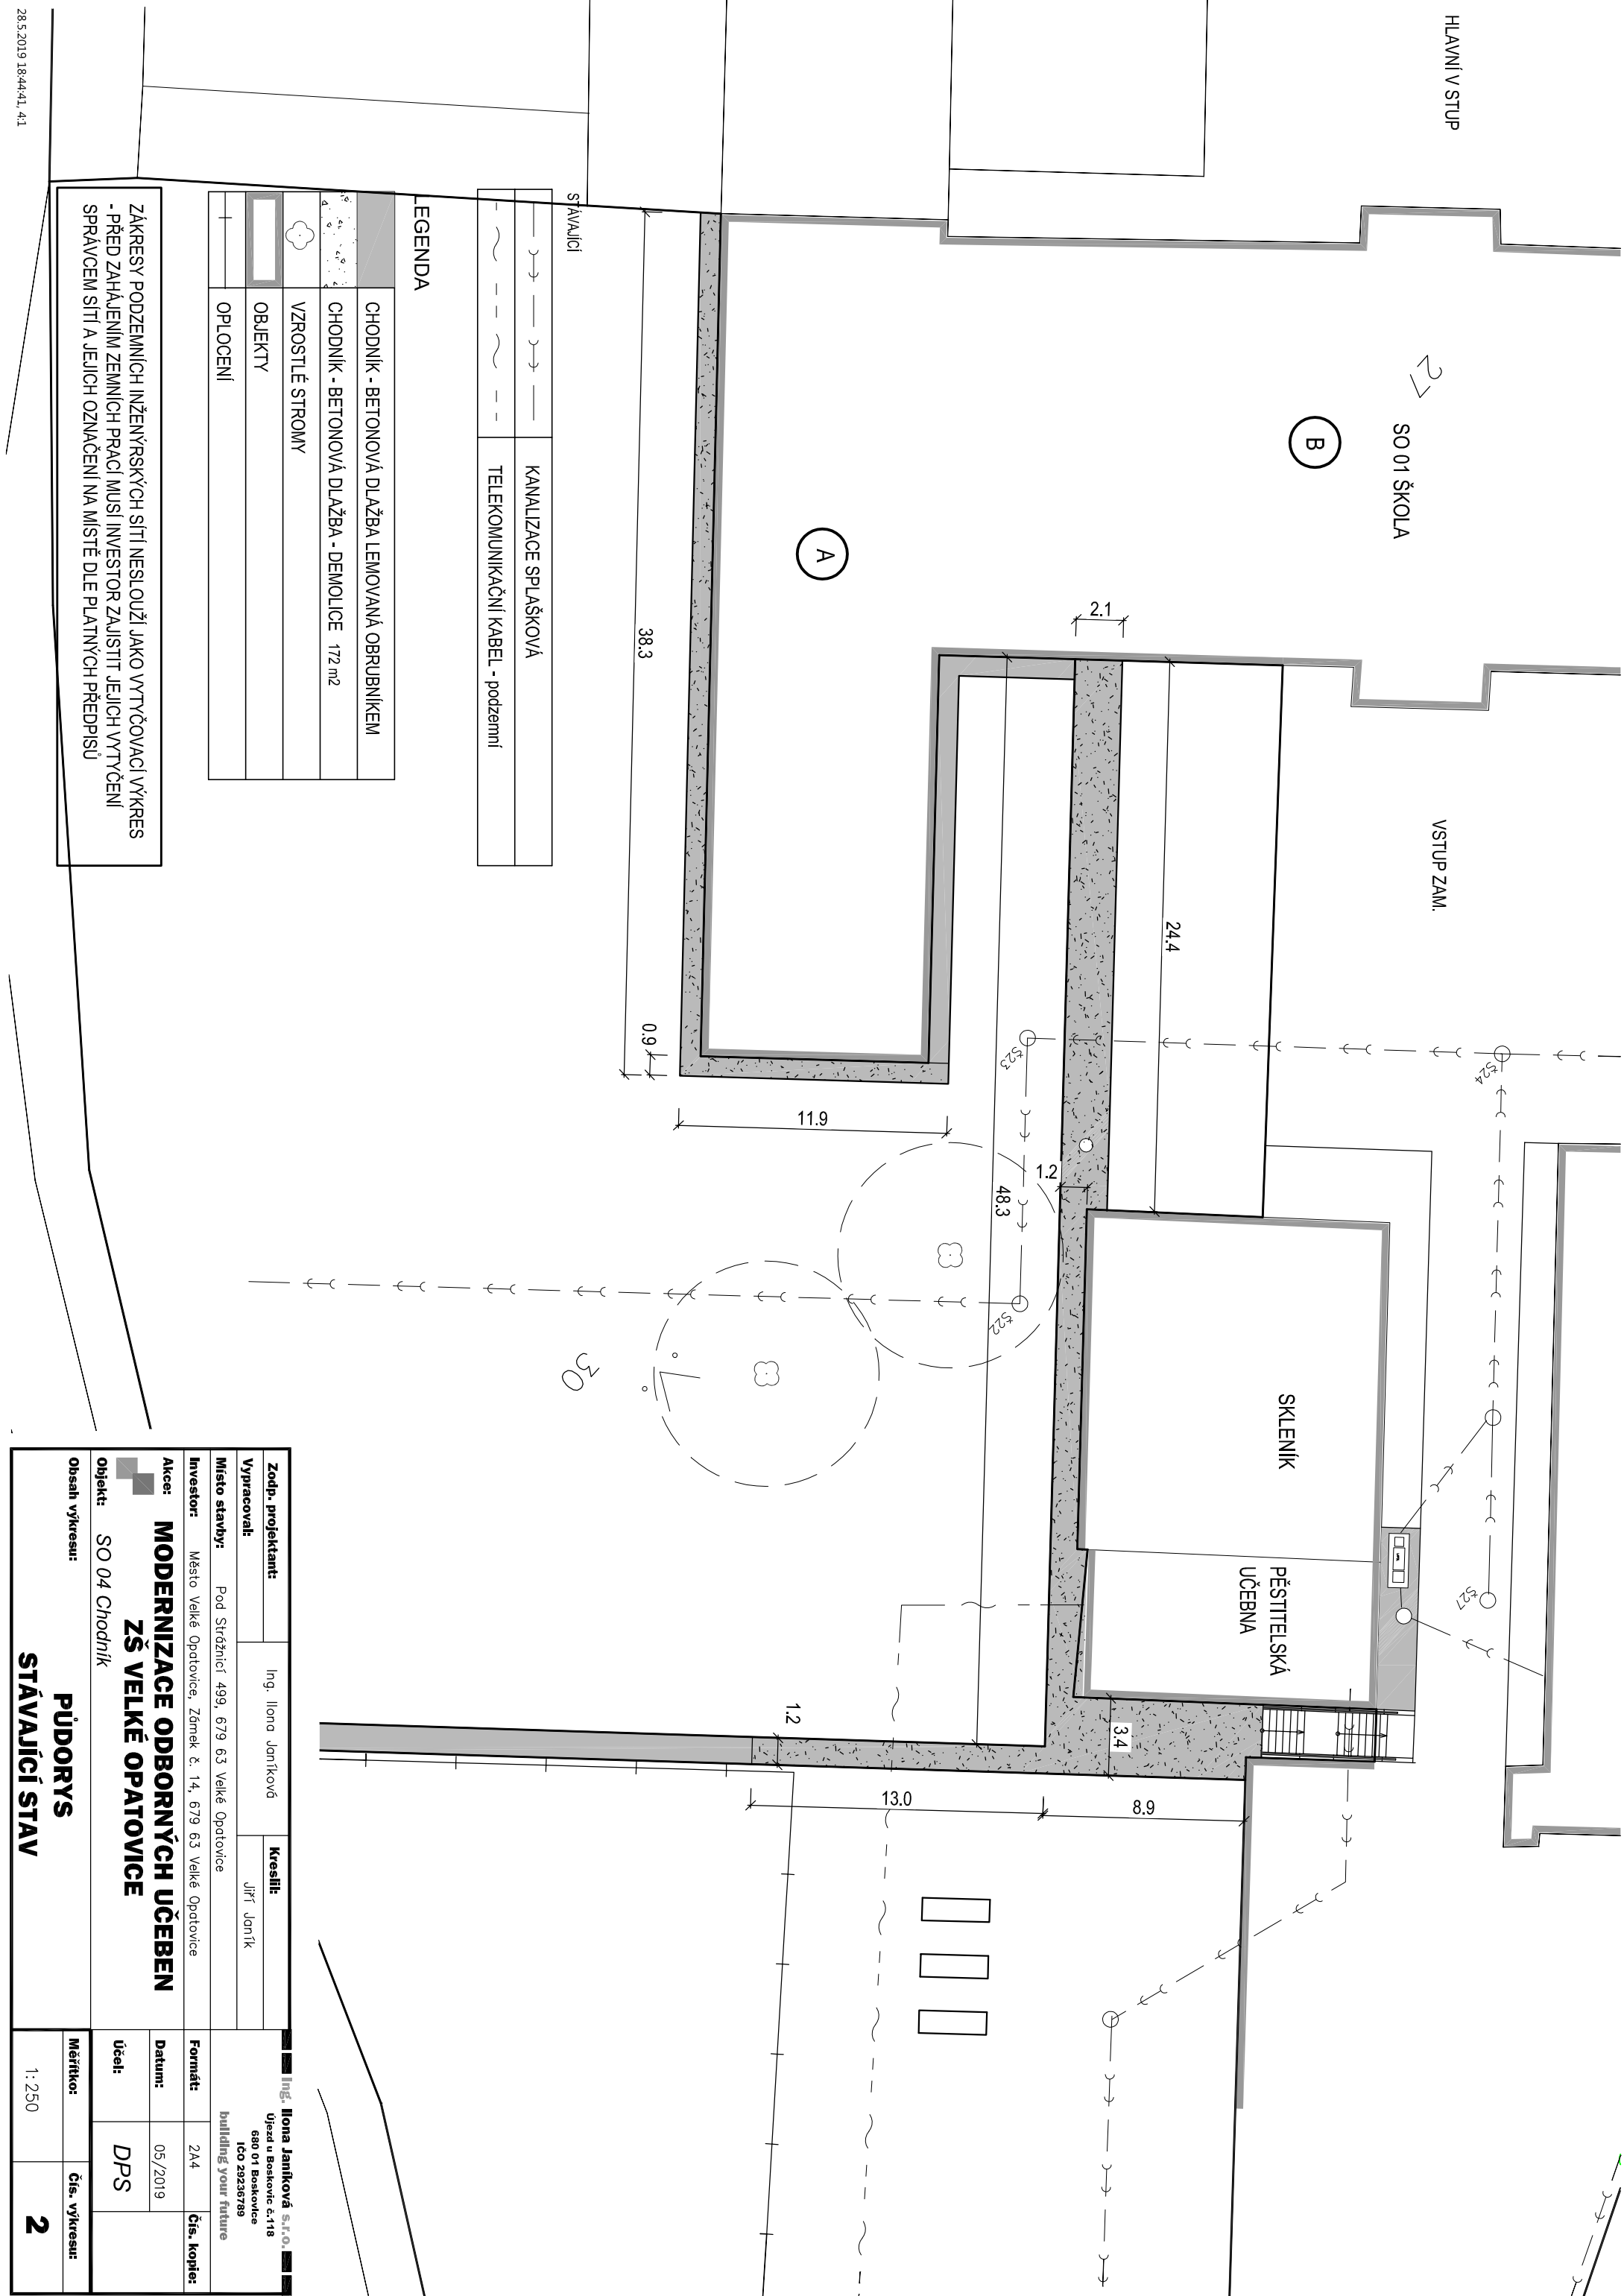 HLAVNÍ V STUP
27
SO 01 ŠKOLA
B
A
VSTUP ZAM.
2.1
24.4
38.3
0.9
11.9
48.3
1.2
Š23
Š24
Š22
Š27
30
SKLENÍK
PĚSTITELSKÁ
UČEBNA
3.4
1.2
13.0
8.9
STÁVAJÍCÍ
KANALIZACE SPLAŠKOVÁ
TELEKOMUNIKAČNÍ KABEL - podzemní
LEGENDA
CHODNÍK - BETONOVÁ DLAŽBA LEMOVANÁ OBRUBNÍKEM
CHODNÍK - BETONOVÁ DLAŽBA - DEMOLICE 172 m2
VZROSTLÉ STROMY
OBJEKTY
OPLOCENÍ
ZÁKRESY PODZEMNÍCH INŽENÝRSKÝCH SÍTÍ NESLOUŽÍ JAKO VYTYČOVACÍ VÝKRES
- PŘED ZAHÁJENÍM ZEMNÍCH PRACÍ MUSÍ INVESTOR ZAJISTIT JEJICH VYTYČENÍ
SPRÁVCEM SÍTÍ A JEJICH OZNAČENÍ NA MÍSTĚ DLE PLATNÝCH PŘEDPISŮ
28.5.2019 18:44:41, 4:1
Zodp. projektant: Ing. Ilona Janíková Kreslil:
Vypracoval: Jiří Janík
Místo stavby: Pod Strážnicí 499, 679 63 Velké Opatovice
Investor: Město Velké Opatovice, Zámek č. 14, 679 63 Velké Opatovice
Akce: MODERNIZACE ODBORNÝCH UČEBEN
ZŠ VELKÉ OPATOVICE
Objekt: SO 04 Chodník
Obsah výkresu:
PŮDORYS
STÁVAJÍCÍ STAV
Ing. Ilona Janíková s.r.o.
Újezd u Boskovic č.118
680 01 Boskovice
IČO 29236789
building your future
Formát: 2A4 Čís. kopie:
Datum: 05/2019
Účel: DPS
Měřítko: Čís. výkresu:
1: 250 2